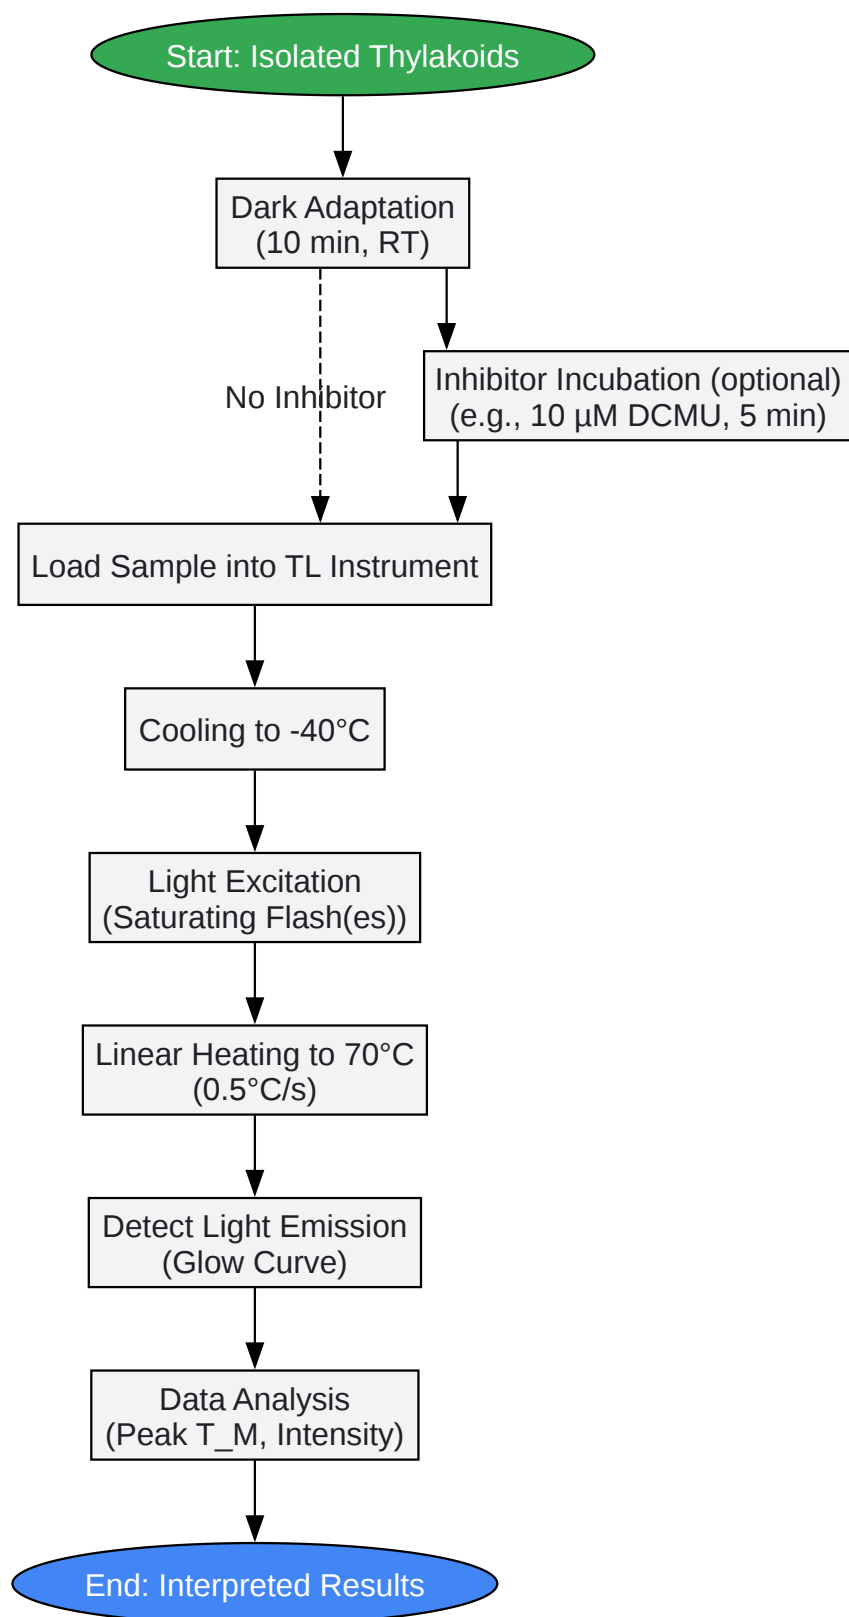 Start: Isolated Thylakoids
Dark Adaptation
(10 min, RT)
Inhibitor Incubation (optional)
(e.g., 10 µM DCMU, 5 min)
No Inhibitor
Load Sample into TL Instrument
Cooling to -40°C
Light Excitation
(Saturating Flash(es))
Linear Heating to 70°C
(0.5°C/s)
Detect Light Emission
(Glow Curve)
Data Analysis
(Peak T_M, Intensity)
End: Interpreted Results